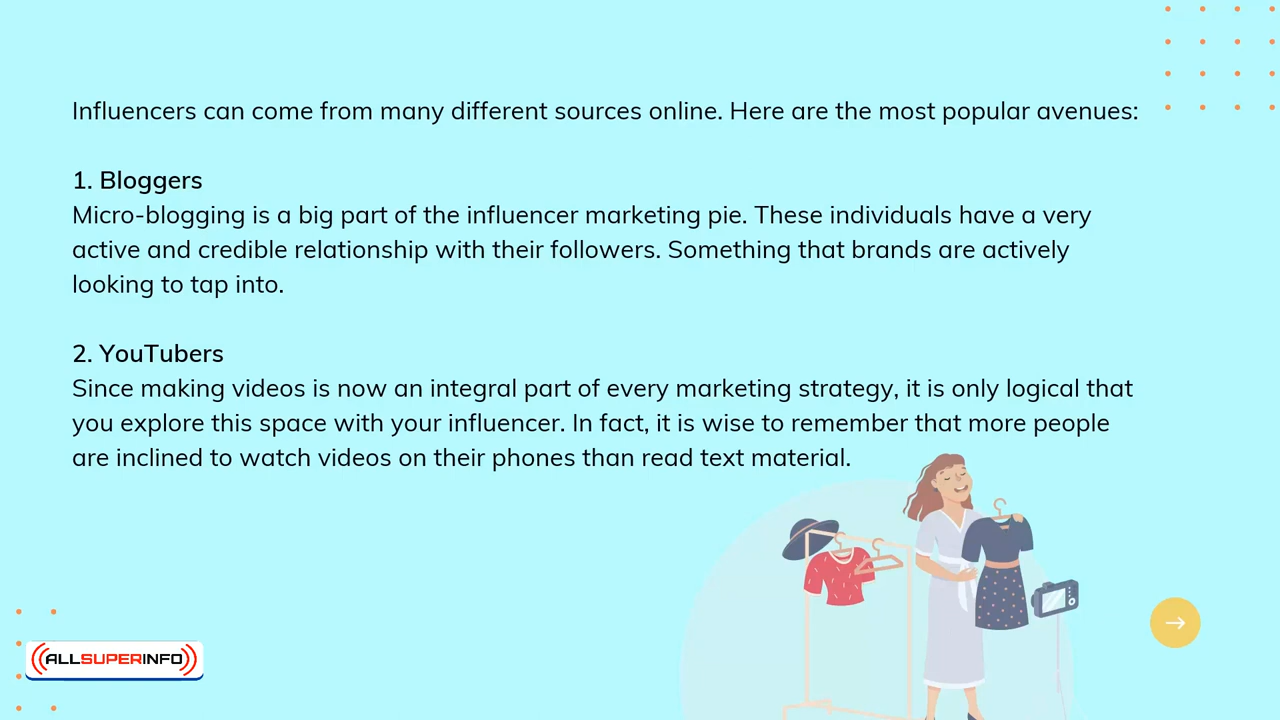 Influencers can come from many different sources online. Here are the most popular avenues:
1. Bloggers
Micro-blogging is a big part of the influencer marketing pie. These individuals have a very
active and credible relationship with their followers. Something that brands are actively
looking to tap into.
2. YouTubers
Since making videos is now an integral part of every marketing strategy, it is only logical that
you explore this space with your influencer. In fact, it is wise to remember that more people
are inclined to watch videos on their phones than read text material.
ALLSUPERINFO